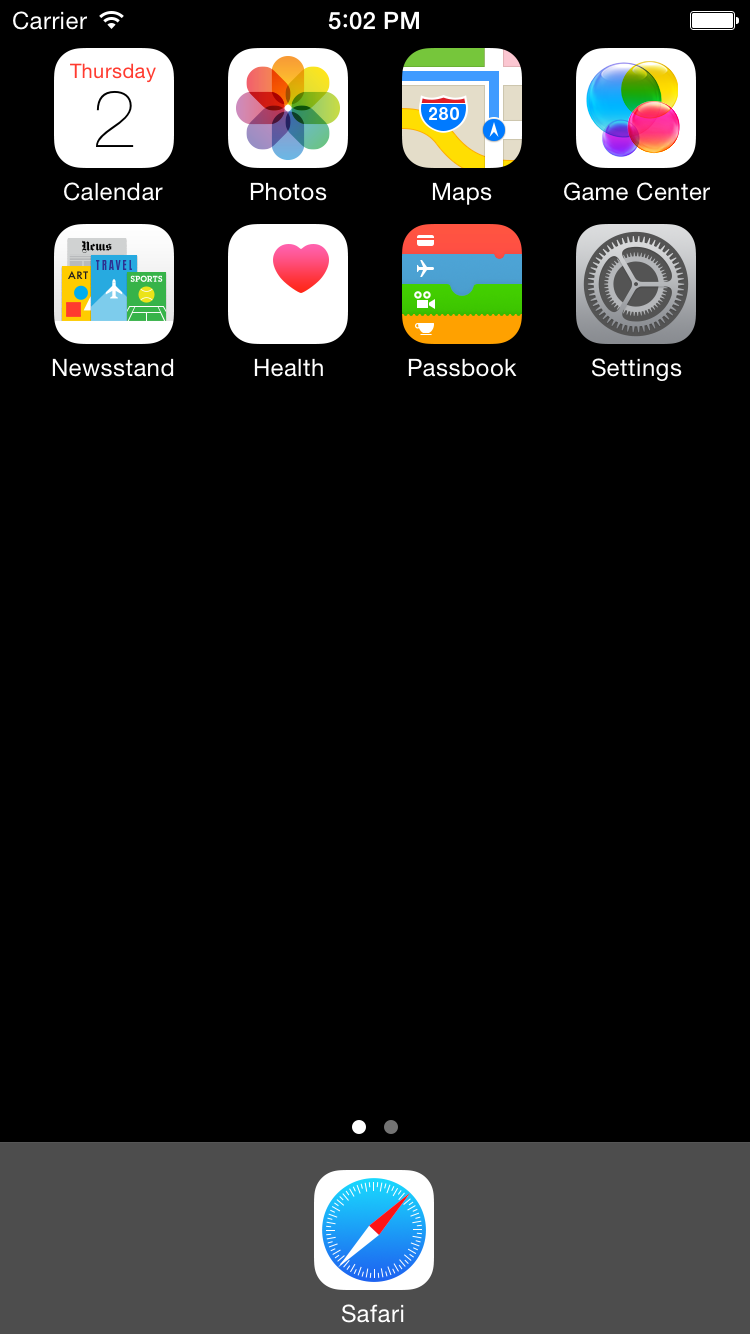 Carrier
5:02 PM
Thursday
2
280
Calendar
Photos
Maps
Game Center
News
ART
TRAVEL
SPORTS
Newsstand
Health
Passbook
Settings
Safari